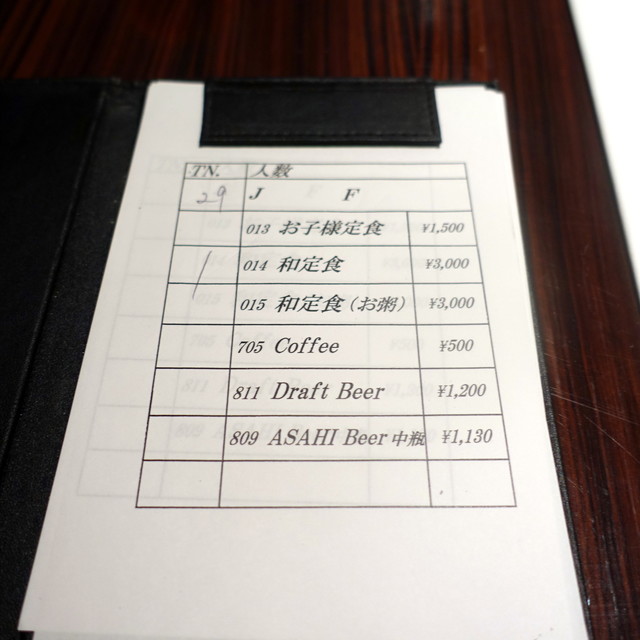 TN. 人数
29 J F
013 お子様定食 ¥1,500
/ 014 和定食 ¥3,000
015 和定食(お粥) ¥3,000
705 Coffee ¥500
811 Draft Beer ¥1,200
809 ASAHI Beer 中瓶 ¥1,130